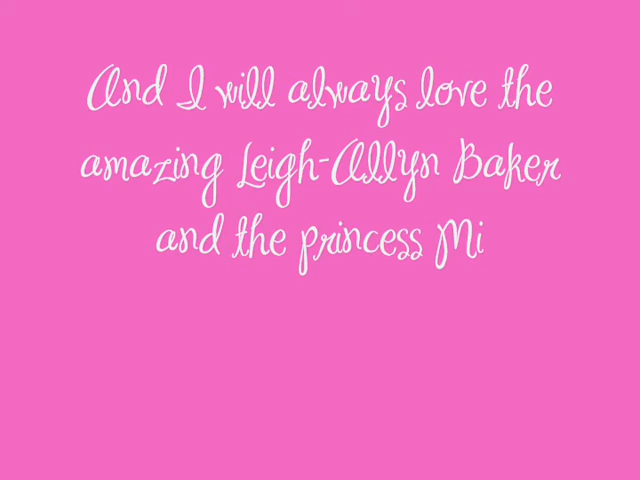 And I will always love the
amazing Leigh-Allyn Baker
and the princess Mi